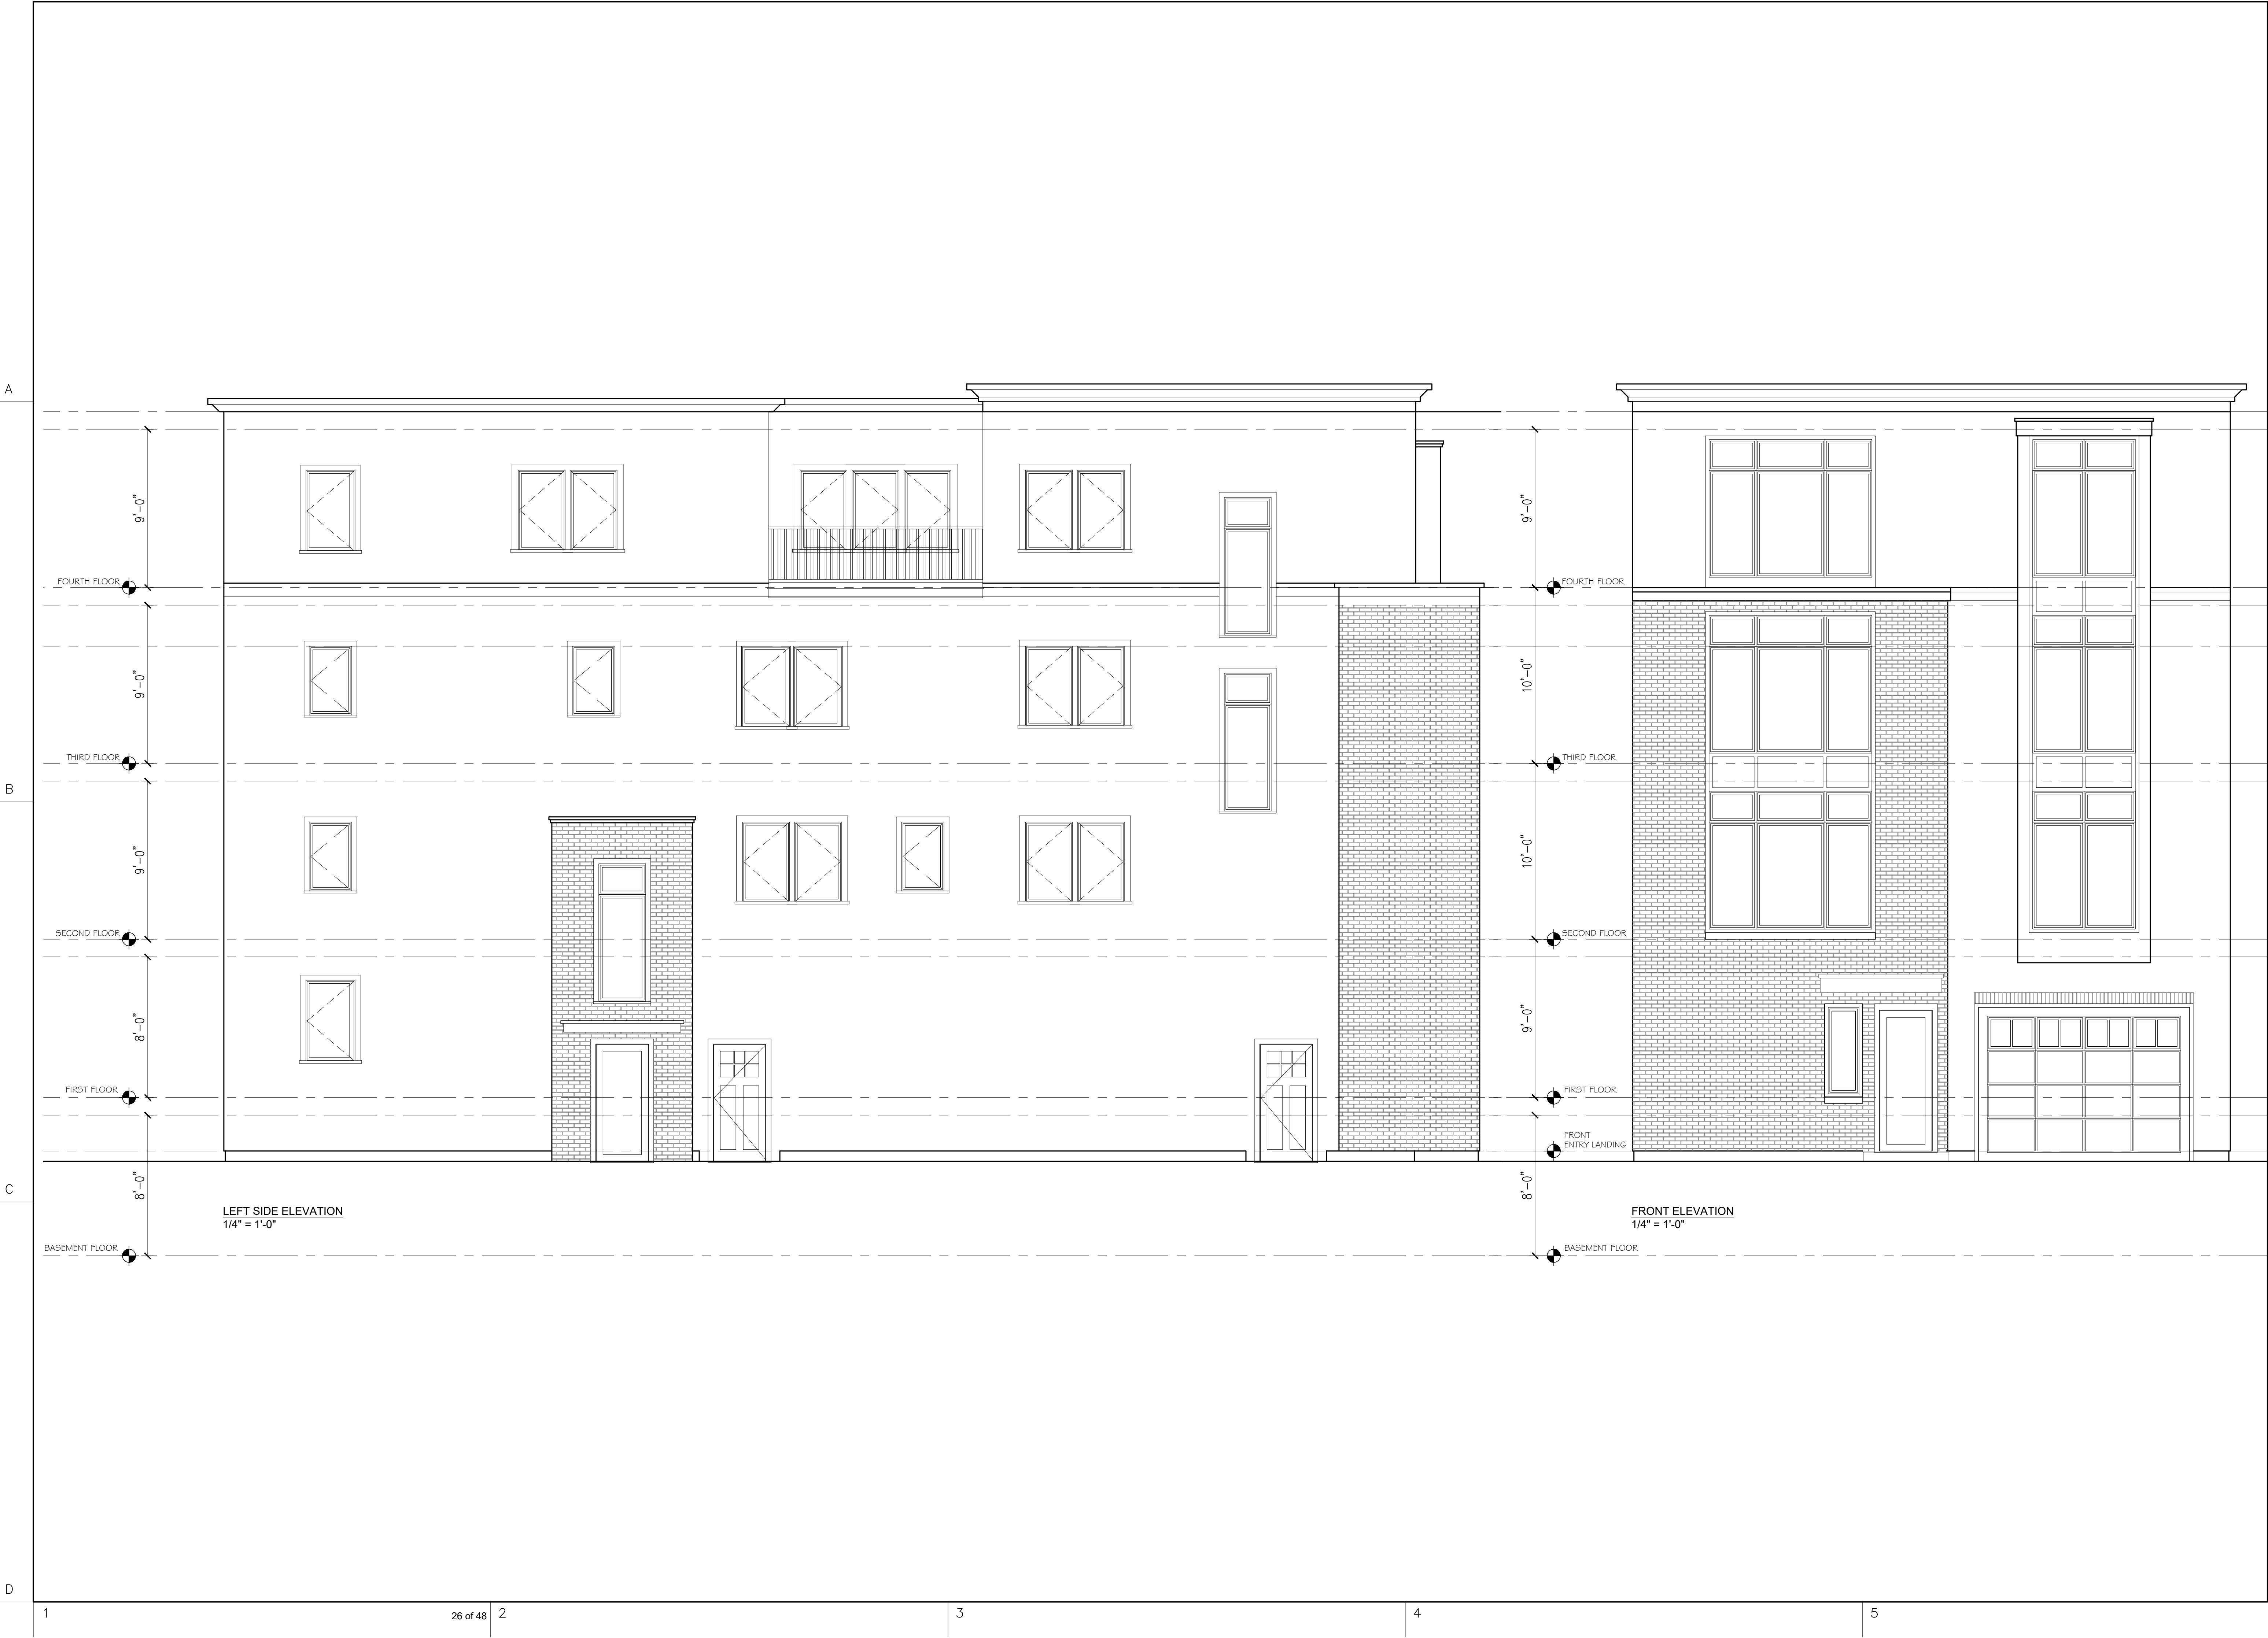 A
B
C
D
9'-0"
FOURTH FLOOR
9'-0"
THIRD FLOOR
9'-0"
SECOND FLOOR
8'-0"
FIRST FLOOR
8'-0"
BASEMENT FLOOR
LEFT SIDE ELEVATION
1/4" = 1'-0"
9'-0"
FOURTH FLOOR
10'-0"
THIRD FLOOR
10'-0"
SECOND FLOOR
9'-0"
FIRST FLOOR
FRONT
ENTRY LANDING
8'-0"
BASEMENT FLOOR
FRONT ELEVATION
1/4" = 1'-0"
1
26 of 48
2
3
4
5